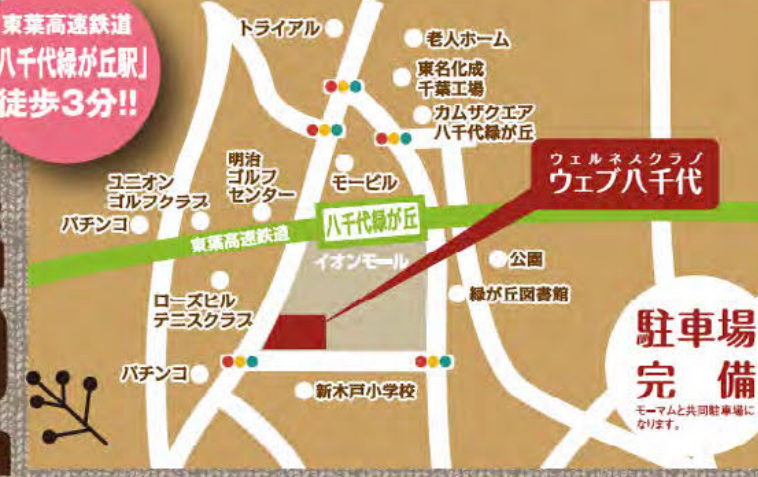 東葉高速鉄道
「八千代緑が丘駅」
徒歩3分!!
トライアル
老人ホーム
東名化成
千葉工場
カムザクエア
八千代緑が丘
明治
ゴルフ
センター
モービル
ユニオン
ゴルフクラブ
パチンコ
ウェルネスクラブ
ウェブ八千代
東葉高速鉄道
八千代緑が丘
イオンモール
公園
緑が丘図書館
ローズヒル
テニスクラブ
パチンコ
新木戸小学校
駐車場
完備
モーマムと共同駐車場に
なります。